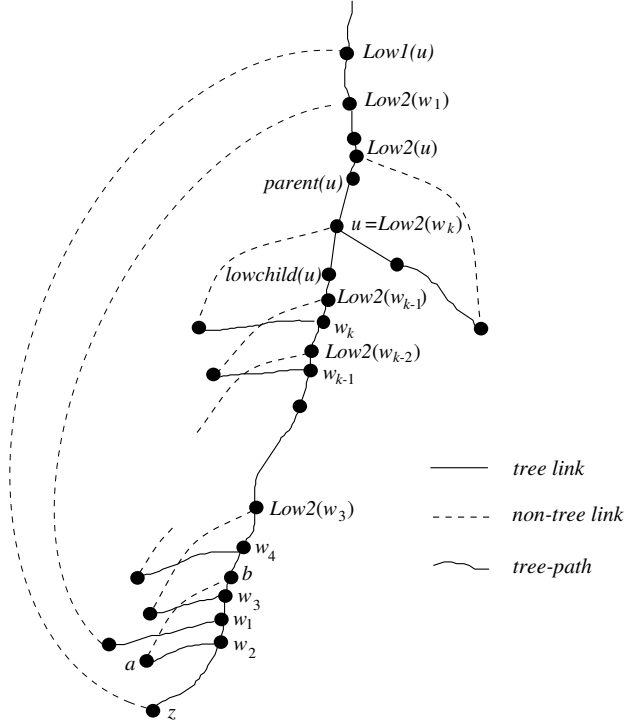 Low1(u)
Low2(w1)
Low2(u)
parent(u)
u=Low2(wk)
lowchild(u)
Low2(wk-1)
wk
Low2(wk-2)
wk-1
tree link
Low2(w3)
non-tree link
w4
tree-path
b
w3
w1
w2
a
z